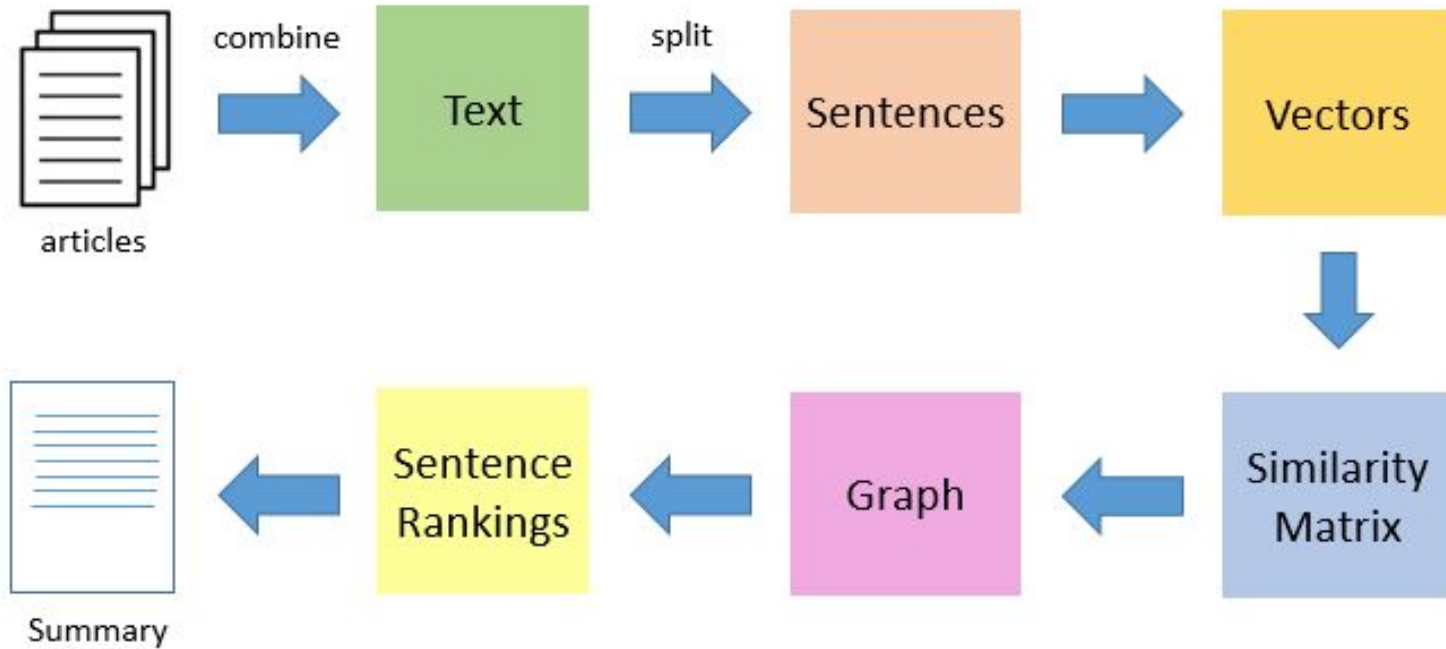 combine
split
Text
Sentences
Vectors
articles
Similarity
Matrix
Graph
Sentence
Rankings
Summary